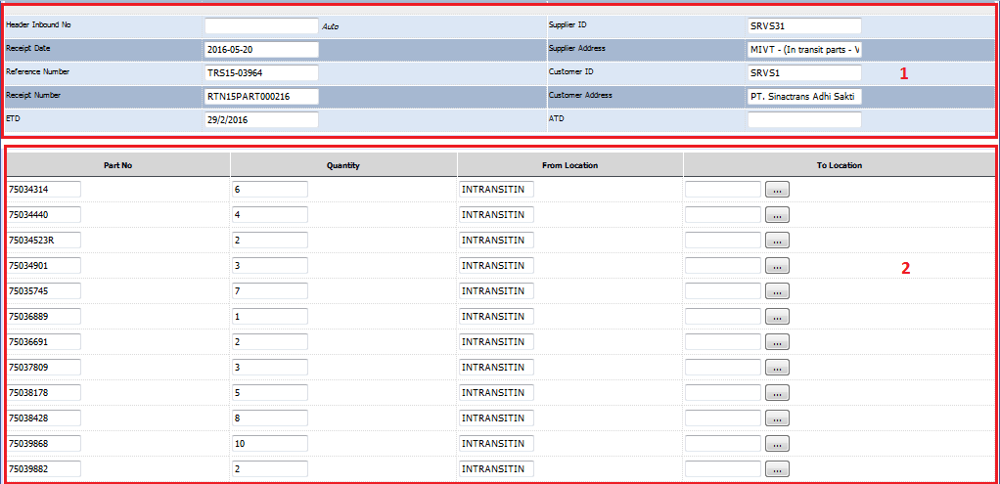 Header Inbound No Auto Supplier ID SRVS31
Receipt Date 2016-05-20 Supplier Address MIVT - (In transit parts - V
Reference Number TRS15-03964 Customer ID SRVS1 1
Receipt Number RTN15PART000216 Customer Address PT. Sinactrans Adhi Sakti
ETD 29/2/2016 ATD
Part No Quantity From Location To Location
75034314 6 INTRANSITIN ...
75034440 4 INTRANSITIN ...
75034523R 2 INTRANSITIN ...
75034901 3 INTRANSITIN ... 2
75035745 7 INTRANSITIN ...
75036889 1 INTRANSITIN ...
75036691 2 INTRANSITIN ...
75037809 3 INTRANSITIN ...
75038178 5 INTRANSITIN ...
75038428 8 INTRANSITIN ...
75039868 10 INTRANSITIN ...
75039882 2 INTRANSITIN ...